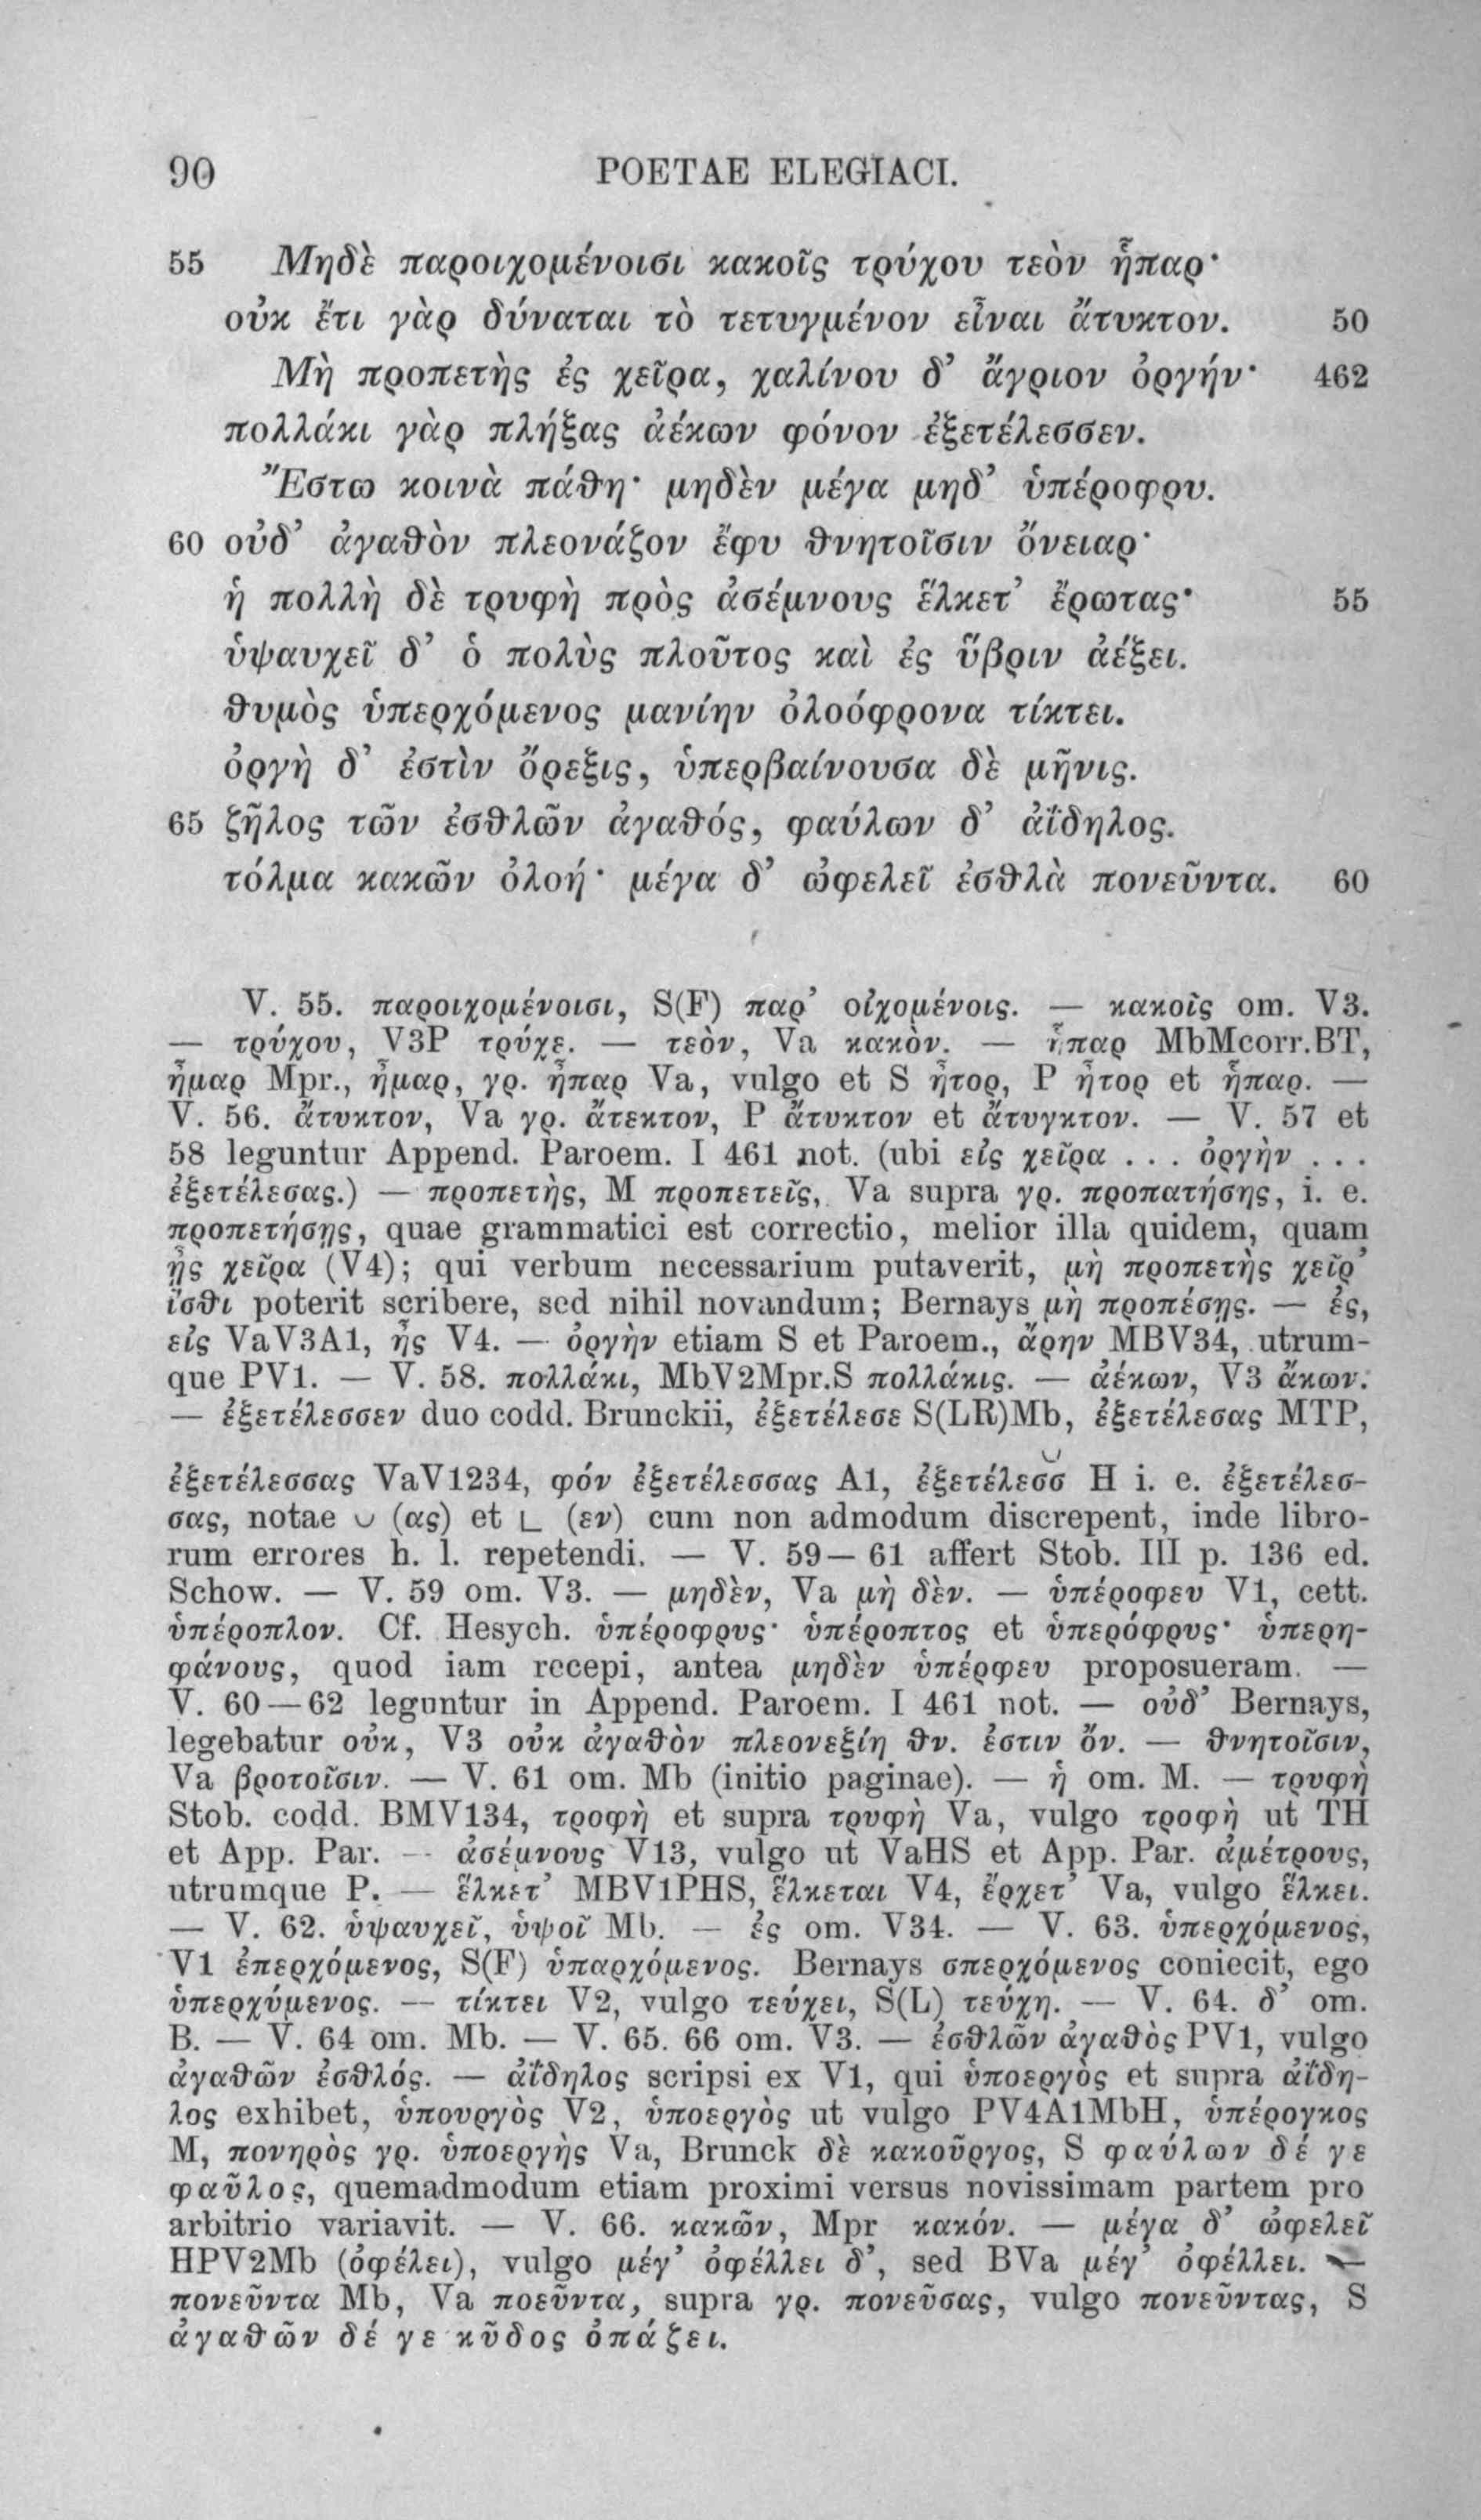 90 POETAE ELEGIACI.
55 Μηδὲ παροιχομένοισι κακοῖς τρύχου τεὸν ἧπαρ·
οὐκ ἔτι γὰρ δύναται τὸ τετυγμένον εἶναι ἄτυκτον. 50
Μὴ προπετὴς ἐς χεῖρα, χαλίνου δ’ ἄγριον ὀργήν· 462
πολλάκι γὰρ πλήξας ἀέκων φόνον ἐξετέλεσσεν.
Ἔστω κοινὰ πάθη· μηδὲν μέγα μηδ’ ὑπέροφρυ.
60 οὐδ’ ἀγαθὸν πλεονάζον ἔφυ θνητοῖσιν ὄνειαρ·
ἡ πολλὴ δὲ τρυφὴ πρὸς ἀσέμνους ἕλκετ’ ἔρωτας· 55
ὑψαυχεῖ δ’ ὁ πολὺς πλοῦτος καὶ ἐς ὕβριν ἀέξει.
θυμὸς ὑπερχόμενος μανίην ὀλοόφρονα τίκτει.
ὀργὴ δ’ ἐστὶν ὄρεξις, ὑπερβαίνουσα δὲ μῆνις.
65 ζῆλος τῶν ἐσθλῶν ἀγαθός, φαύλων δ’ ἀΐδηλος.
τόλμα κακῶν ὀλοή· μέγα δ’ ὠφελεῖ ἐσθλὰ πονεῦντα. 60
V. 55. παροιχομένοισι, S(F) παρ’ οἰχομένοις. — κακοῖς om. V3.
— τρύχου, V3P τρύχε. — τεὸν, Va κακὸν. — ἧπαρ MbMcorr.BT,
ἦμαρ Mpr., ἦμαρ, γρ. ἧπαρ Va, vulgo et S ἦτορ, P ἦτορ et ἧπαρ. —
V. 56. ἄτυκτον, Va γρ. ἄτεκτον, P ἄτυκτον et ἄτυγκτον. — V. 57 et
58 leguntur Append. Paroem. I 461 not. (ubi εἰς χεῖρα ... ὀργὴν ...
ἐξετέλεσας.) — προπετὴς, M προπετεῖς, Va supra γρ. προπατήσης, i. e.
προπετήσῃς, quae grammatici est correctio, melior illa quidem, quam
ᾖς χεῖρα (V4); qui verbum necessarium putaverit, μὴ προπετὴς χεῖρ’
ἴσθι poterit scribere, sed nihil novandum; Bernays μὴ προπέσῃς. — ἐς,
εἰς VaV3A1, ἧς V4. — ὀργὴν etiam S et Paroem., ἄρην MBV34, utrum-
que PV1. — V. 58. πολλάκι, MbV2Mpr.S πολλάκις. — ἀέκων, V3 ἄκων.
— ἐξετέλεσσεν duo codd. Brunckii, ἐξετέλεσε S(LR)Mb, ἐξετέλεσας MTP,
ἐξετέλεσσας VaV1234, φόν ἐξετέλεσσας A1, ἐξετέλεσσ͝ H i. e. ἐξετέλεσ-
σας, notae ∪ (ας) et ∟ (εν) cum non admodum discrepent, inde libro-
rum errores h. l. repetendi. — V. 59—61 affert Stob. III p. 136 ed.
Schow. — V. 59 om. V3. — μηδὲν, Va μὴ δὲν. — ὑπέροφευ V1, cett.
ὑπέροπλον. Cf. Hesych. ὑπέροφρυς· ὑπέροπτος et ὑπερόφρυς· ὑπερη-
φάνους, quod iam recepi, antea μηδὲν ὑπέρφευ proposueram. —
V. 60—62 leguntur in Append. Paroem. I 461 not. — οὐδ’ Bernays,
legebatur οὐκ, V3 οὐκ ἀγαθὸν πλεονεξίη θν. ἐστιν ὄν. — θνητοῖσιν,
Va βροτοῖσιν. — V. 61 om. Mb (initio paginae). — ἡ om. M. — τρυφὴ
Stob. codd. BMV134, τροφὴ et supra τρυφὴ Va, vulgo τροφὴ ut TH
et App. Par. — ἀσέμνους V13, vulgo ut VaHS et App. Par. ἀμέτρους,
utrumque P. — ἕλκετ’ MBV1PHS, ἕλκεται V4, ἔρχετ’ Va, vulgo ἕλκει.
— V. 62. ὑψαυχεῖ, ὑψοῖ Mb. — ἐς om. V34. — V. 63. ὑπερχόμενος,
V1 ἐπερχόμενος, S(F) ὑπαρχόμενος. Bernays σπερχόμενος coniecit, ego
ὑπερχύμενος. — τίκτει V2, vulgo τεύχει, S(L) τεύχη. — V. 64. δ’ om.
B. — V. 64 om. Mb. — V. 65. 66 om. V3. — ἐσθλῶν ἀγαθὸς PV1, vulgo
ἀγαθῶν ἐσθλός. — ἀΐδηλος scripsi ex V1, qui ὑποεργὸς et supra ἀΐδη-
λος exhibet, ὑπουργὸς V2, ὑποεργὸς ut vulgo PV4A1MbH, ὑπέρογκος
M, πονηρὸς γρ. ὑποεργὴς Va, Brunck δὲ κακοῦργος, S φαύλων δέ γε
φαῦλος, quemadmodum etiam proximi versus novissimam partem pro
arbitrio variavit. — V. 66. κακῶν, Mpr κακόν. — μέγα δ’ ὠφελεῖ
HPV2Mb (ὀφέλει), vulgo μέγ’ ὀφέλλει δ’, sed BVa μέγ’ ὀφέλλει. —
πονεῦντα Mb, Va ποεῦντα, supra γρ. πονεῦσας, vulgo πονεῦντας, S
ἀγαθῶν δέ γε κῦδος ὀπάζει.